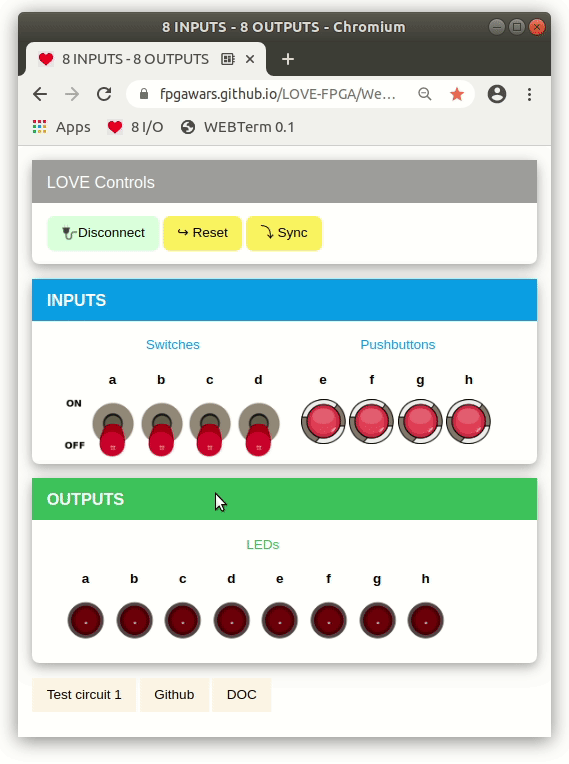 8 INPUTS - 8 OUTPUTS - Chromium
8 INPUTS - 8 OUTPUTS
fpgawars.github.io/LOVE-FPGA/We…
Apps 8 I/O WEBTerm 0.1
LOVE Controls
Disconnect Reset Sync
INPUTS
Switches Pushbuttons
a b c d e f g h
ON
OFF
OUTPUTS
LEDs
a b c d e f g h
Test circuit 1 Github DOC